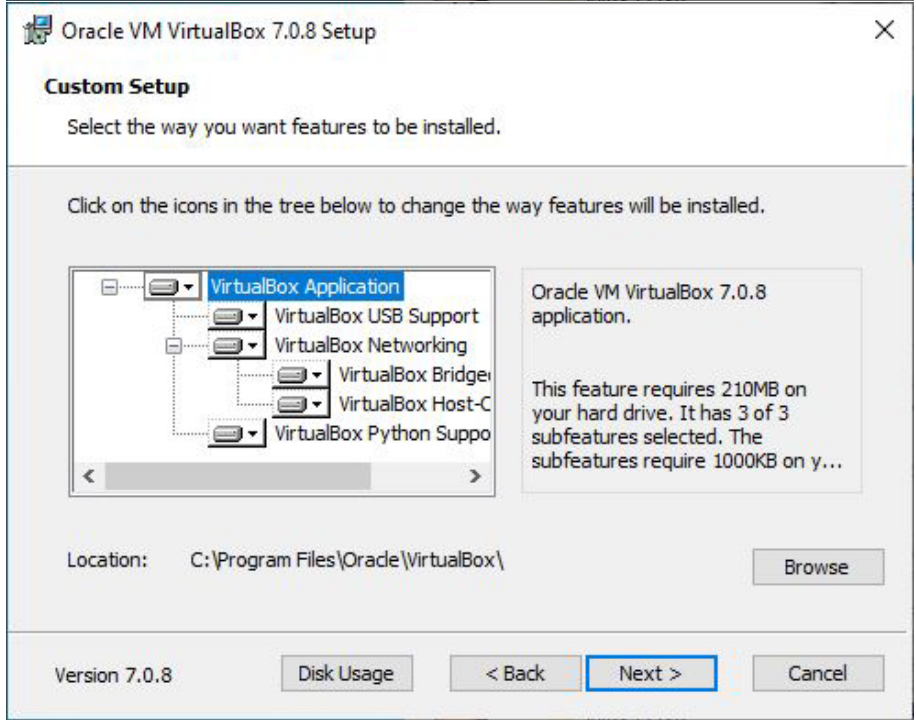 Oracle VM VirtualBox 7.0.8 Setup
Custom Setup
Select the way you want features to be installed.
Click on the icons in the tree below to change the way features will be installed.
VirtualBox Application
VirtualBox USB Support
VirtualBox Networking
VirtualBox Bridge
VirtualBox Host-C
VirtualBox Python Suppo
Oracle VM VirtualBox 7.0.8
application.
This feature requires 210MB on
your hard drive. It has 3 of 3
subfeatures selected. The
subfeatures require 1000KB on y...
Location: C:\Program Files\Oracle\VirtualBox\
Browse
Version 7.0.8
Disk Usage
< Back
Next >
Cancel